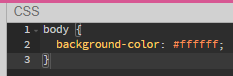 CSS
1 body {
2 background-color: #ffffff;
3 }